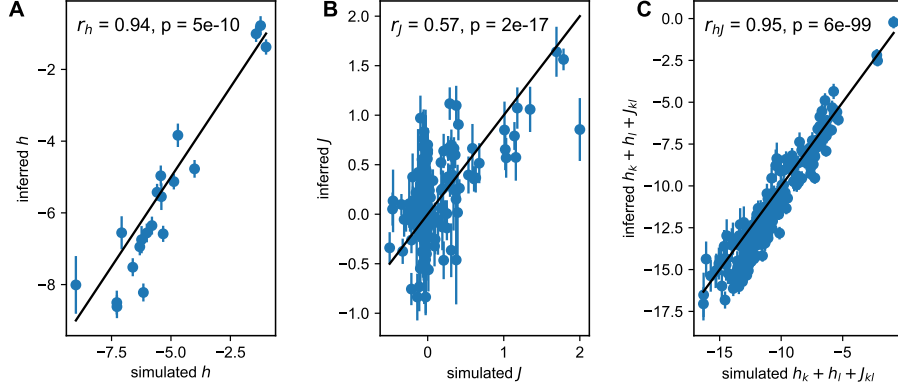 A
r_h = 0.94, p = 5e-10
−2
−4
−6
−8
inferred h
−7.5
−5.0
−2.5
simulated h
B
r_J = 0.57, p = 2e-17
2.0
1.5
1.0
0.5
0.0
−0.5
−1.0
inferred J
0
1
2
simulated J
C
r_hJ = 0.95, p = 6e-99
0.0
−2.5
−5.0
−7.5
−10.0
−12.5
−15.0
−17.5
inferred h_k + h_l + J_kl
−15
−10
−5
simulated h_k + h_l + J_kl